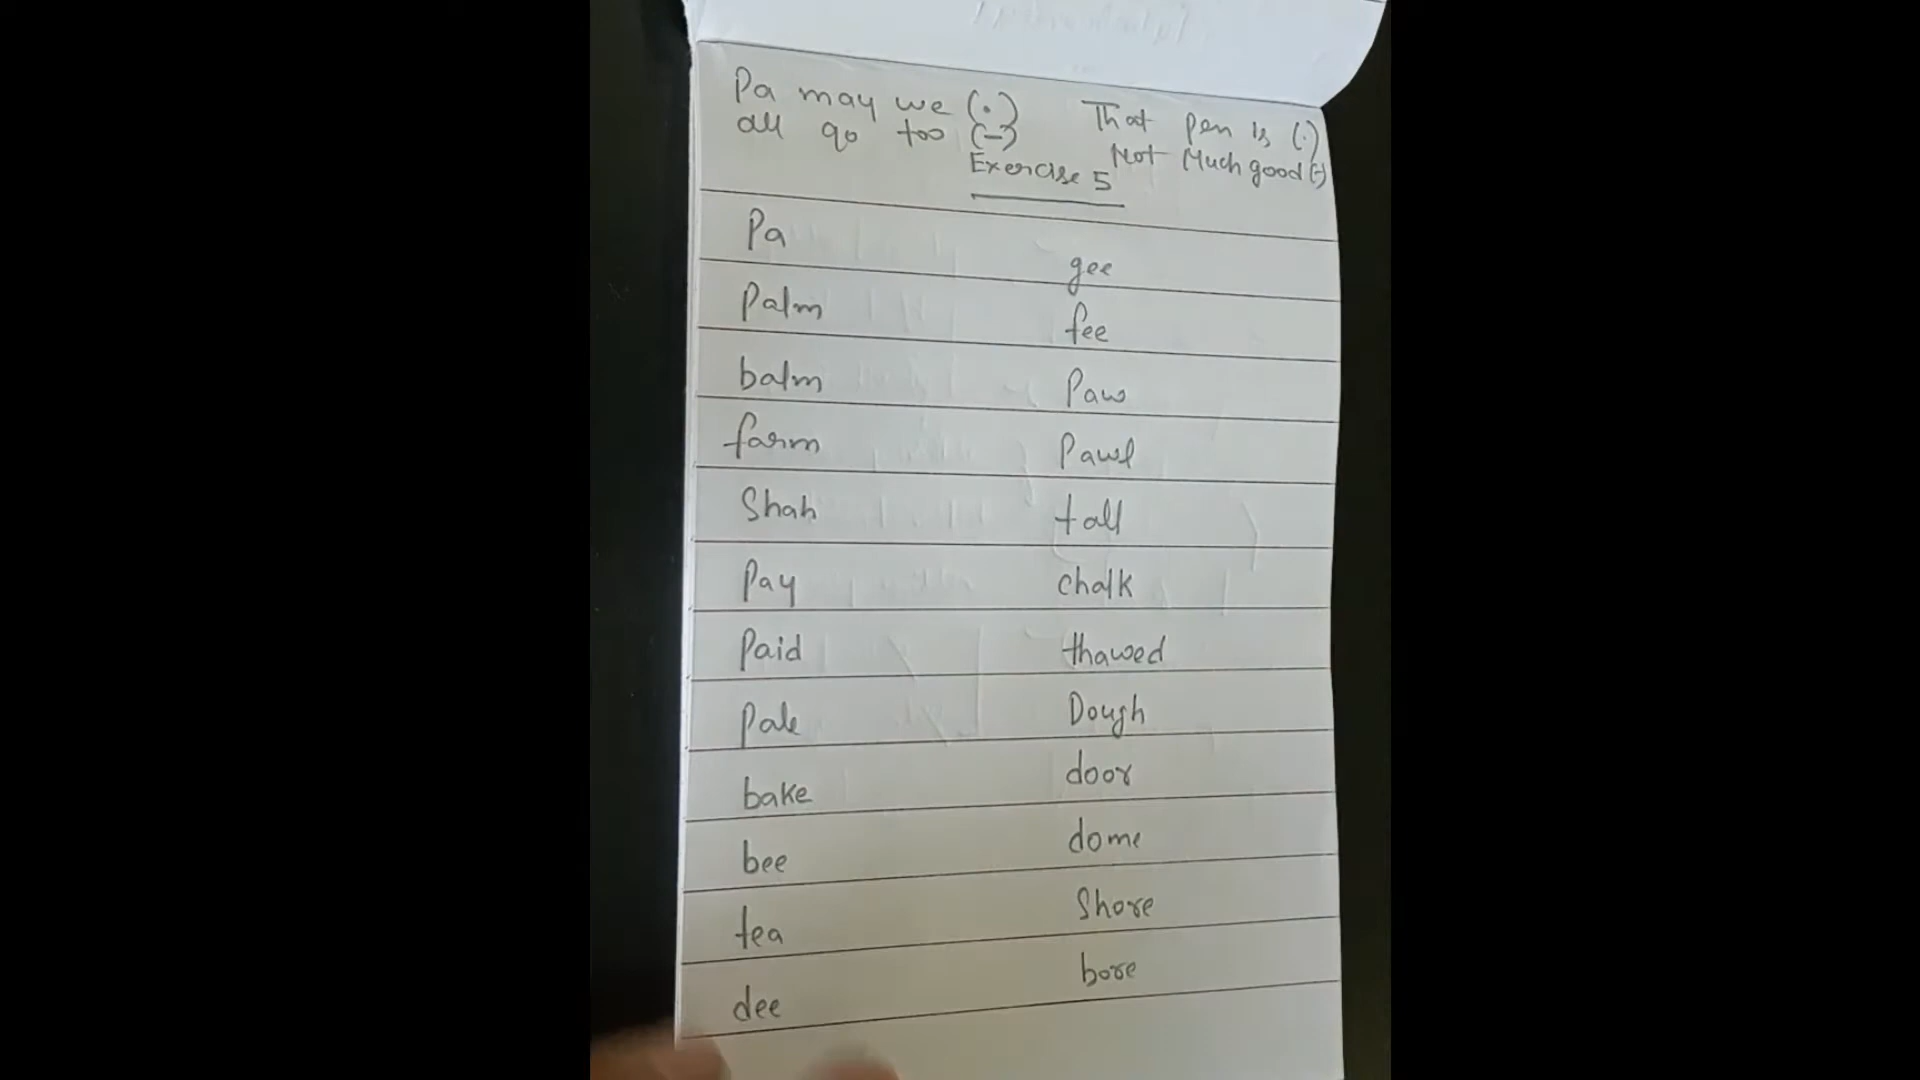 Pa may we (.)
all go too (-)
That pen is (.)
Not Much good (-)
Exercise 5
Pa
Palm
balm
farm
Shah
Pay
Paid
Pale
bake
bee
tea
dee
gee
fee
Paw
Pawl
tall
chalk
thawed
Dough
door
dome
Shore
bore